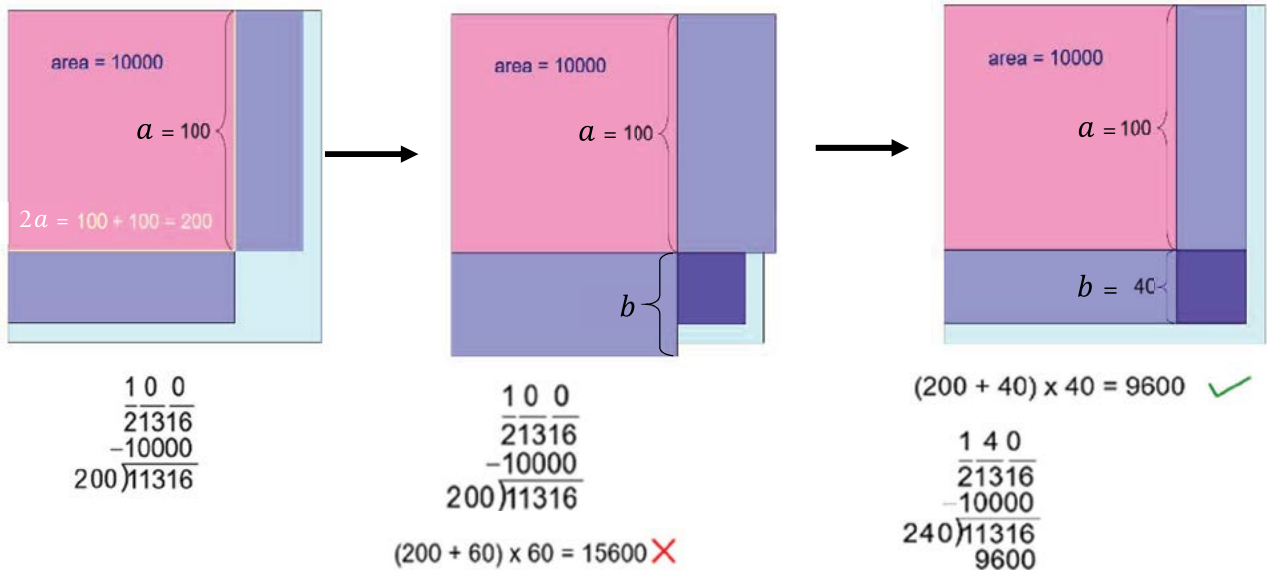 area = 10000
a = 100
2a = 100 + 100 = 200
1 0 0
21316
−10000
200)11316
area = 10000
a = 100
b
1 0 0
21316
−10000
200)11316
(200 + 60) x 60 = 15600 ✗
area = 10000
a = 100
b = 40
(200 + 40) x 40 = 9600 ✓
1 4 0
21316
−10000
240)11316
9600